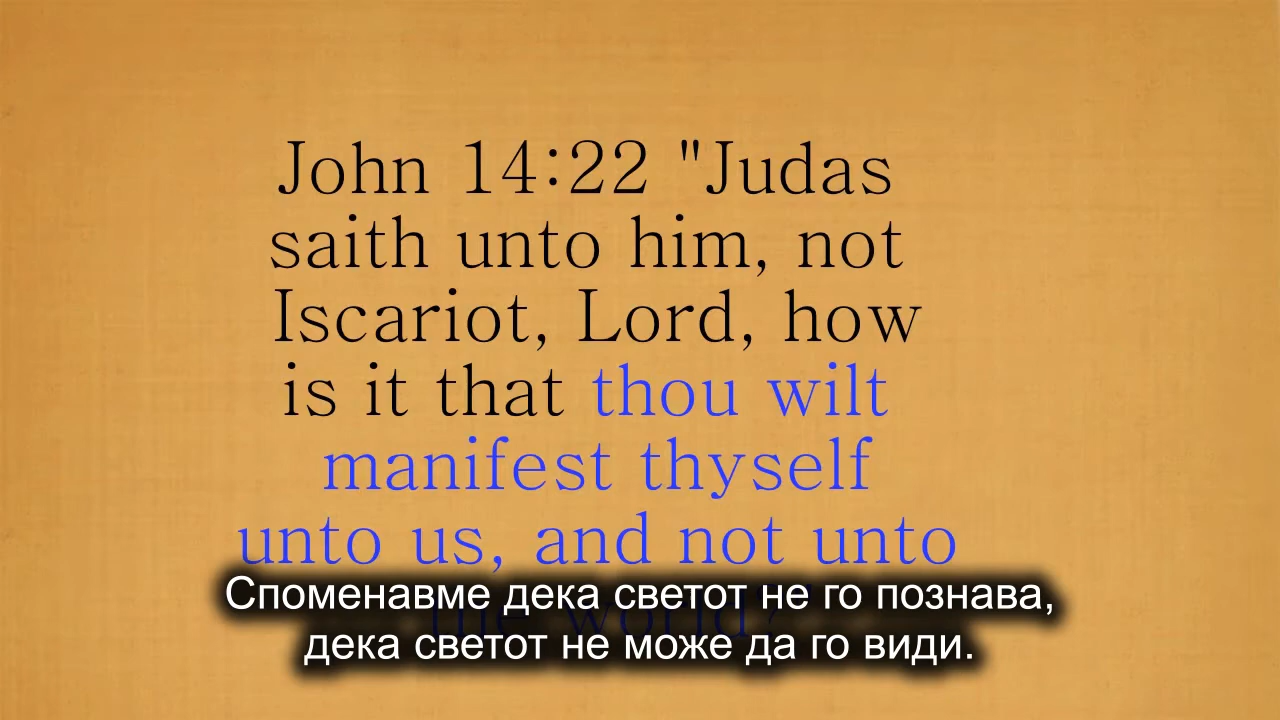 John 14:22 "Judas
saith unto him, not
Iscariot, Lord, how
is it that thou wilt
manifest thyself
unto us, and not unto
the world?
Споменавме дека светот не го познава,
дека светот не може да го види.